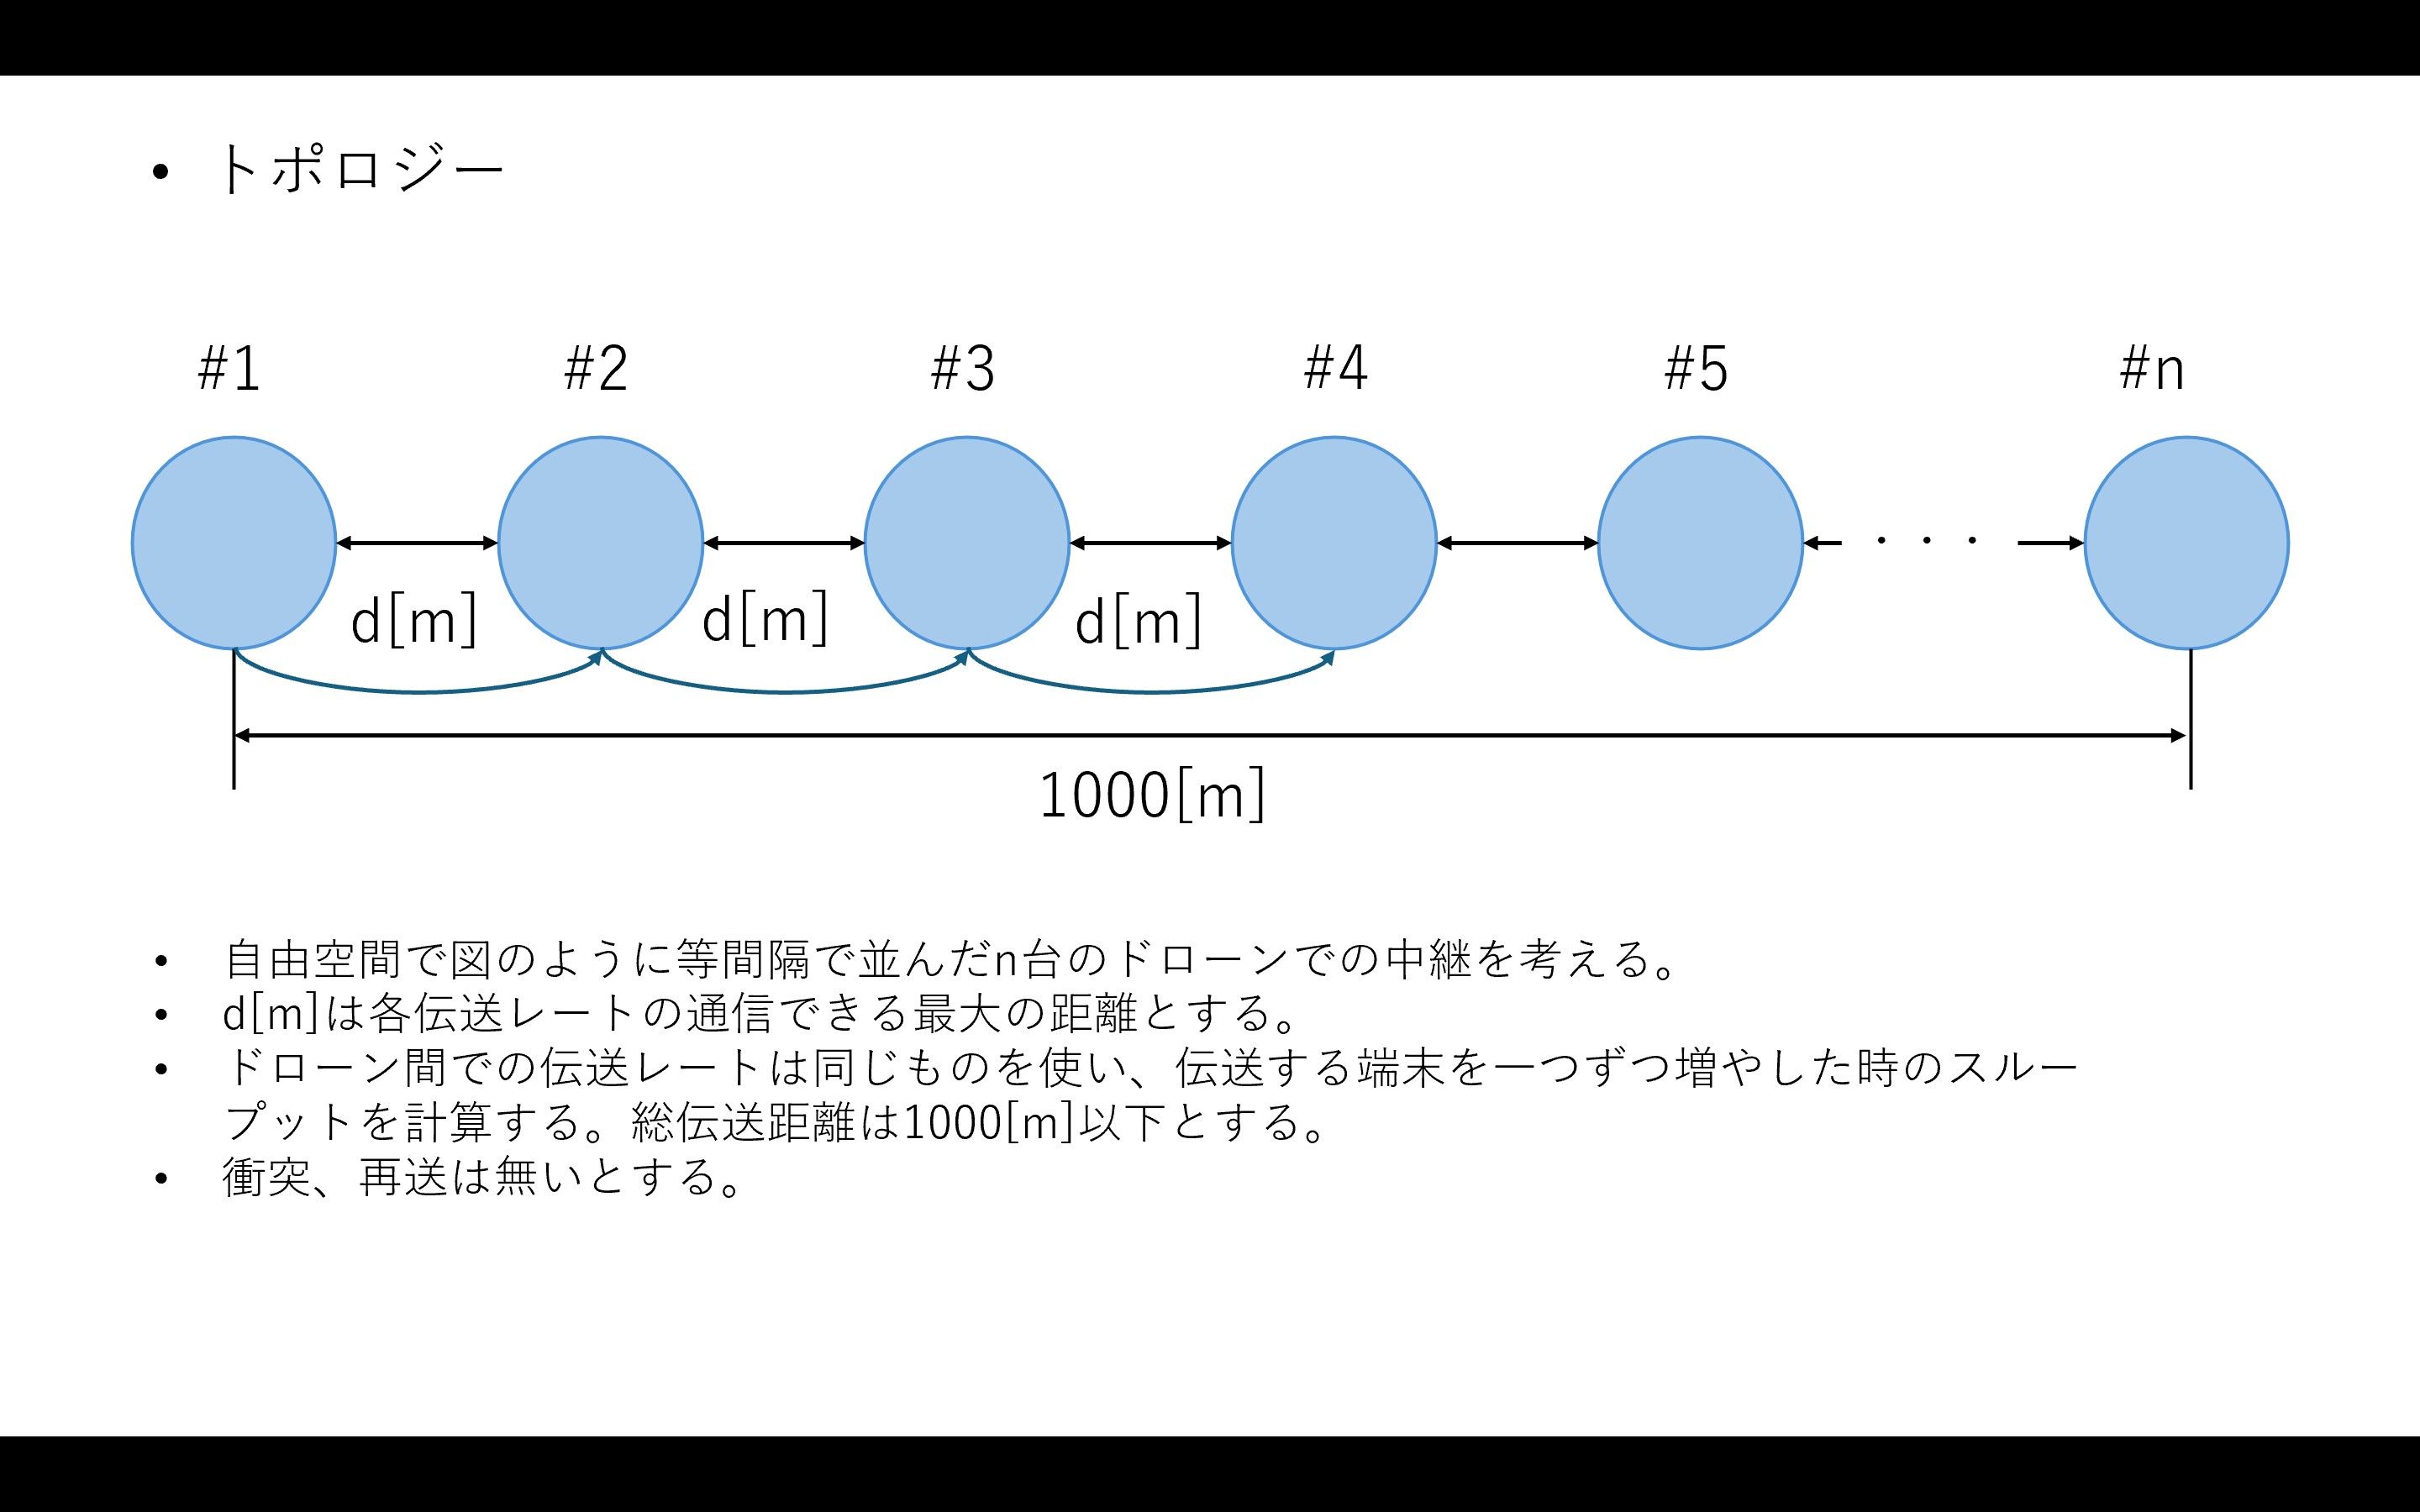 • トポロジー
#1 #2 #3 #4 #5 #n
d[m] d[m] d[m]
1000[m]
• 自由空間で図のように等間隔で並んだn台のドローンでの中継を考える。
• d[m]は各伝送レートの通信できる最大の距離とする。
• ドローン間での伝送レートは同じものを使い、伝送する端末を一つずつ増やした時のスルー
プットを計算する。総伝送距離は1000[m]以下とする。
• 衝突、再送は無いとする。